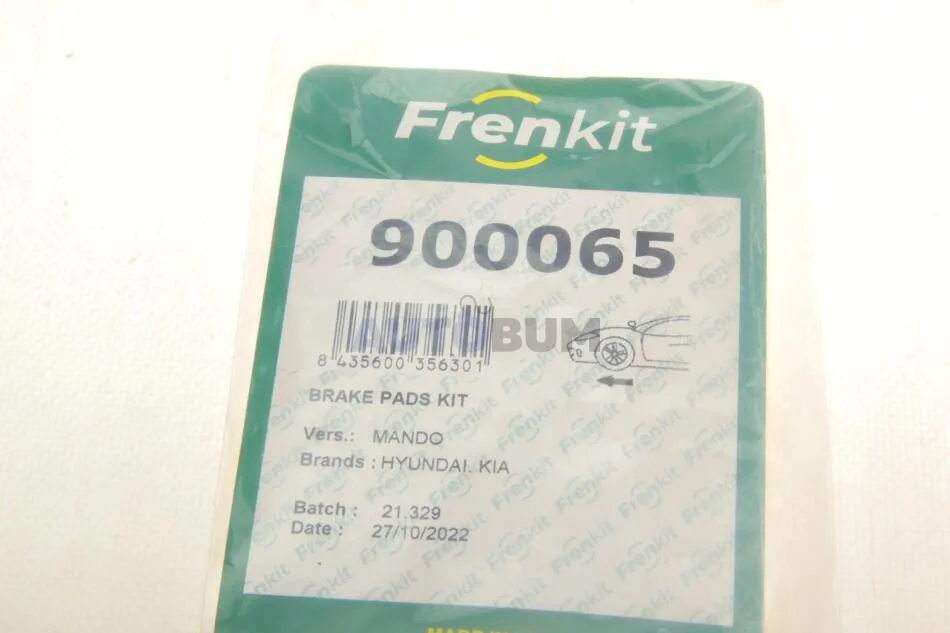 Frenkit
900065
AUTOBUM
8 435600 356301
BRAKE PADS KIT
Vers.: MANDO
Brands : HYUNDAI. KIA
Batch : 21.329
Date : 27/10/2022